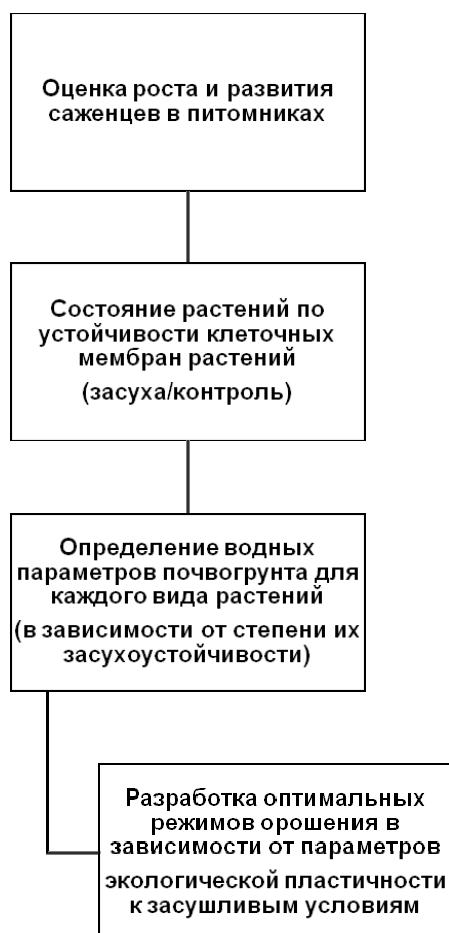 Оценка роста и развития
саженцев в питомниках
Состояние растений по
устойчивости клеточных
мембран растений
(засуха/контроль)
Определение водных
параметров почвогрунта для
каждого вида растений
(в зависимости от степени их
засухоустойчивости)
Разработка оптимальных
режимов орошения в
зависимости от параметров
экологической пластичности
к засушливым условиям